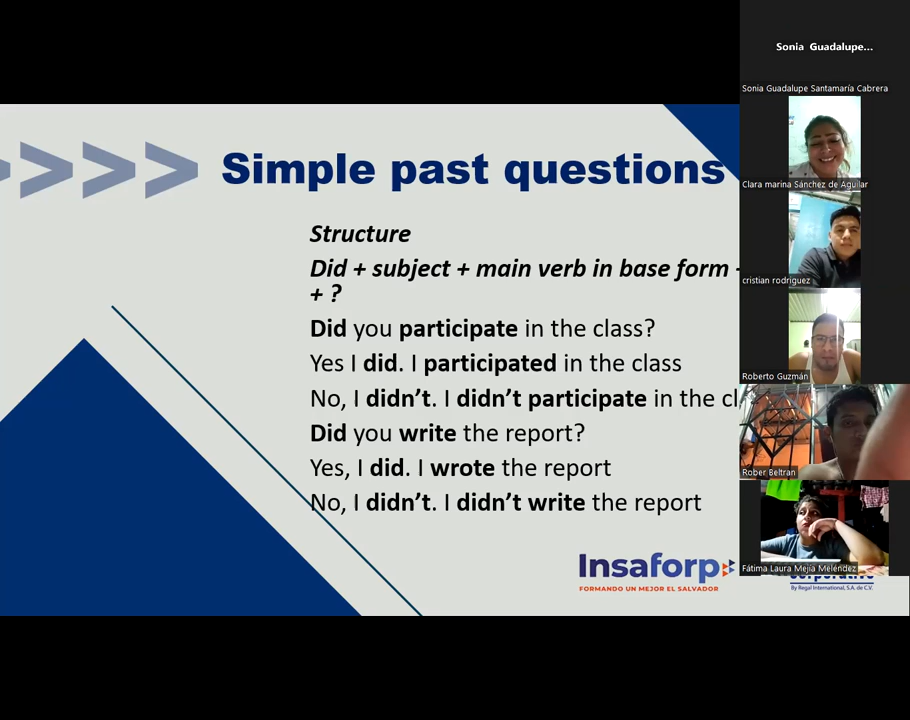 Sonia Guadalupe...
Sonia Guadalupe Santamaría Cabrera
Simple past questions
Clara marina Sánchez de Aguilar
Structure
Did + subject + main verb in base form
+ ?
cristian rodriguez
Did you participate in the class?
Yes I did. I participated in the class
Roberto Guzmán
No, I didn't. I didn't participate in the
Did you write the report?
Yes, I did. I wrote the report
Rober Beltran
No, I didn't. I didn't write the report
Insaforp
FORMANDO UN MEJOR EL SALVADOR
Fátima Laura Mejía Meléndez
By Regal International, S.A. de C.V.